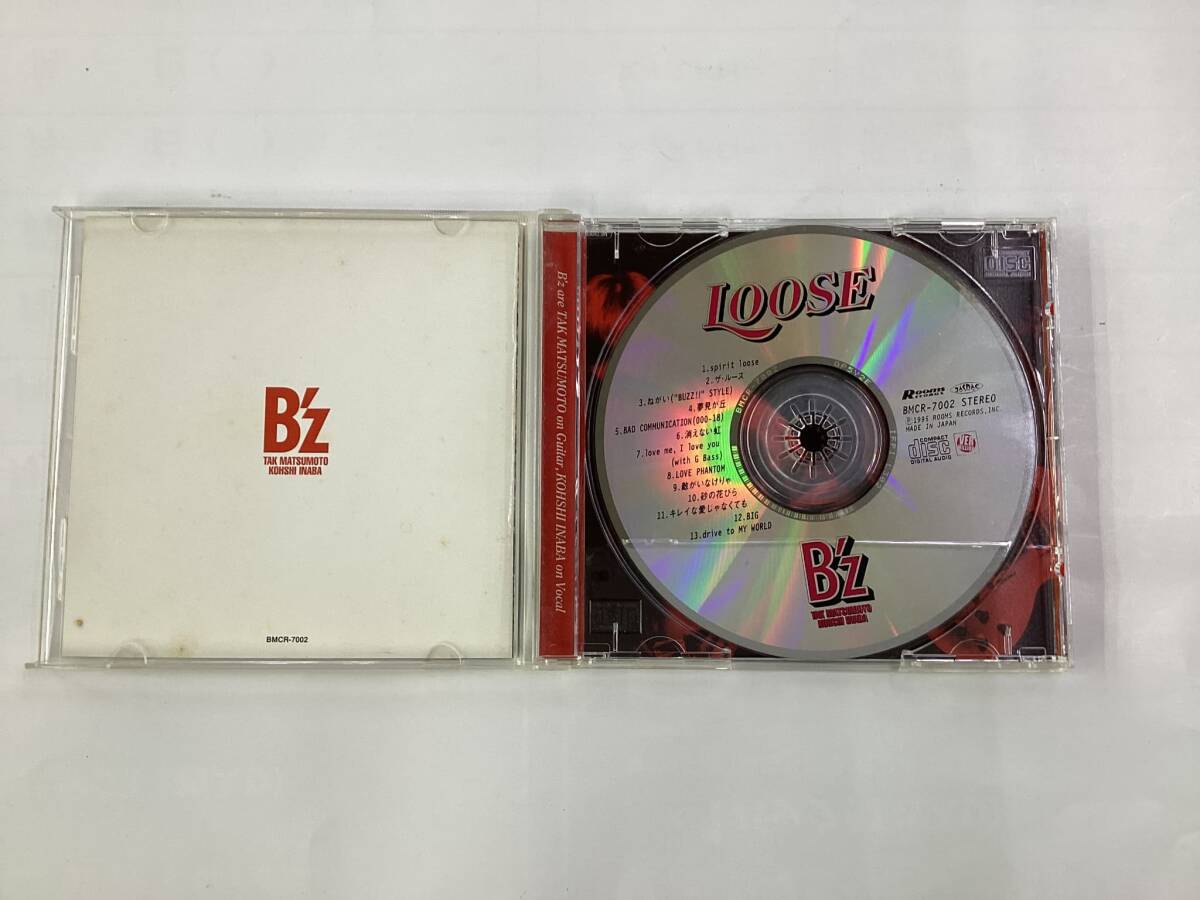 B'z
TAK MATSUMOTO
KOHSHI INABA
BMCR-7002
B'z are TAK MATSUMOTO on Guitar, KOHSHI INABA on Vocal
LOOSE
1.spirit loose
2.ザ・ルーズ
3.ねがい("BUZZ!!" STYLE)
4.夢見が丘
5.BAD COMMUNICATION(000-18)
6.消えない虹
7.love me, I love you
(with G Bass)
8.LOVE PHANTOM
9.敵がいなけりゃ
10.砂の花びら
11.キレイな愛じゃなくても
12.BIG
13.drive to MY WORLD
ROOMS
RECORDS
JASRAC
BMCR-7002 STEREO
Ⓟ1995 ROOMS RECORDS,INC.
MADE IN JAPAN
COMPACT
DISC
DIGITAL AUDIO
B'z
TAK MATSUMOTO
KOHSHI INABA
DISC